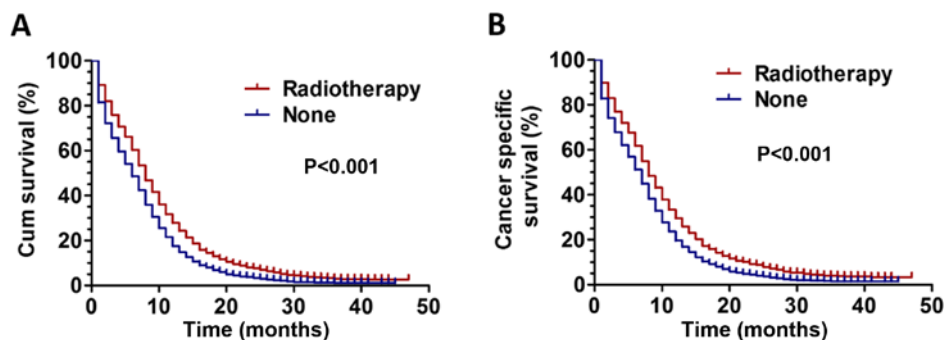 A
100
80
60
40
20
0
Cum survival (%)
Radiotherapy
None
P<0.001
0 10 20 30 40 50
Time (months)
B
100
80
60
40
20
0
Cancer specific
survival (%)
Radiotherapy
None
P<0.001
0 10 20 30 40 50
Time (months)